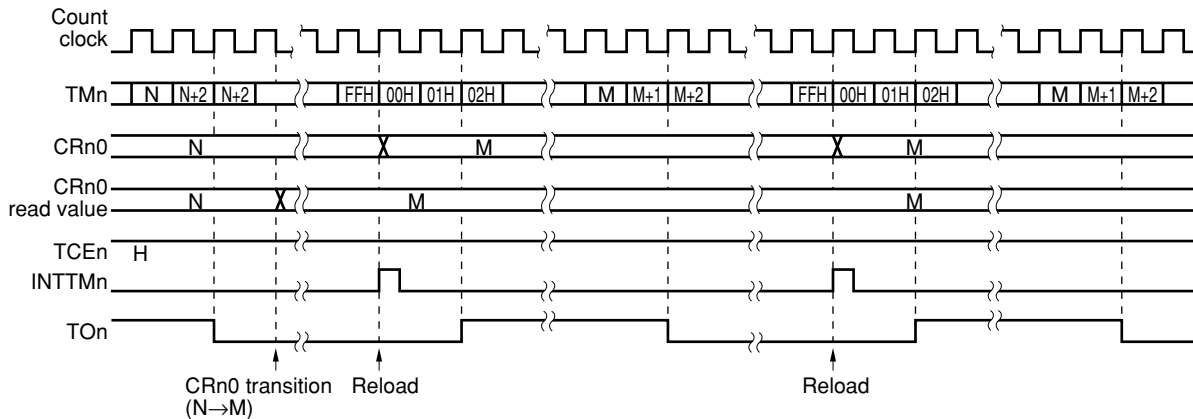 Count
clock
TMn N N+2 N+2 FFH 00H 01H 02H M M+1 M+2 FFH 00H 01H 02H M M+1 M+2
CRn0 N M M
CRn0
read value N M M
TCEn
H
INTTMn
TOn
CRn0 transition Reload Reload
(N→M)